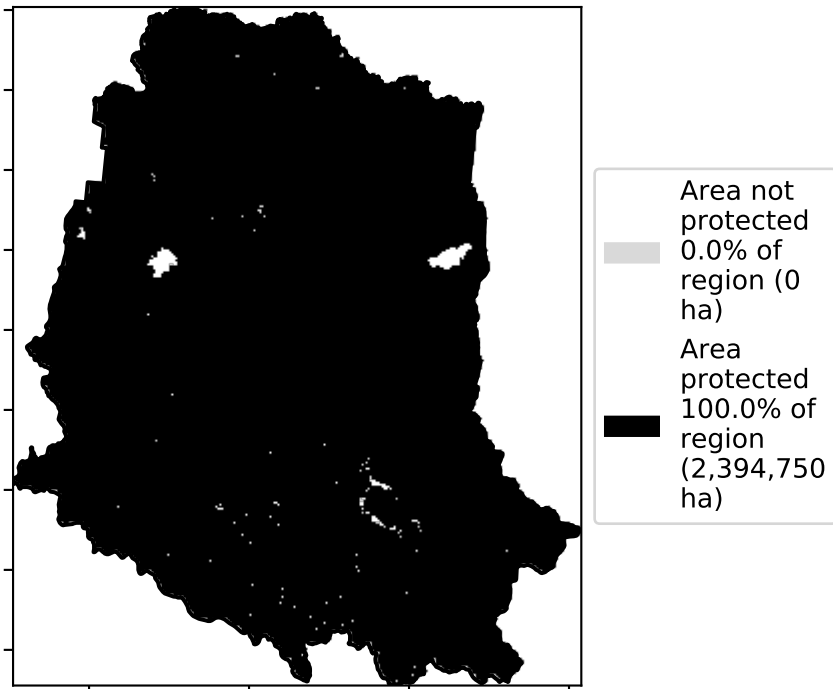 Area not
protected
0.0% of
region (0
ha)
Area
protected
100.0% of
region
(2,394,750
ha)